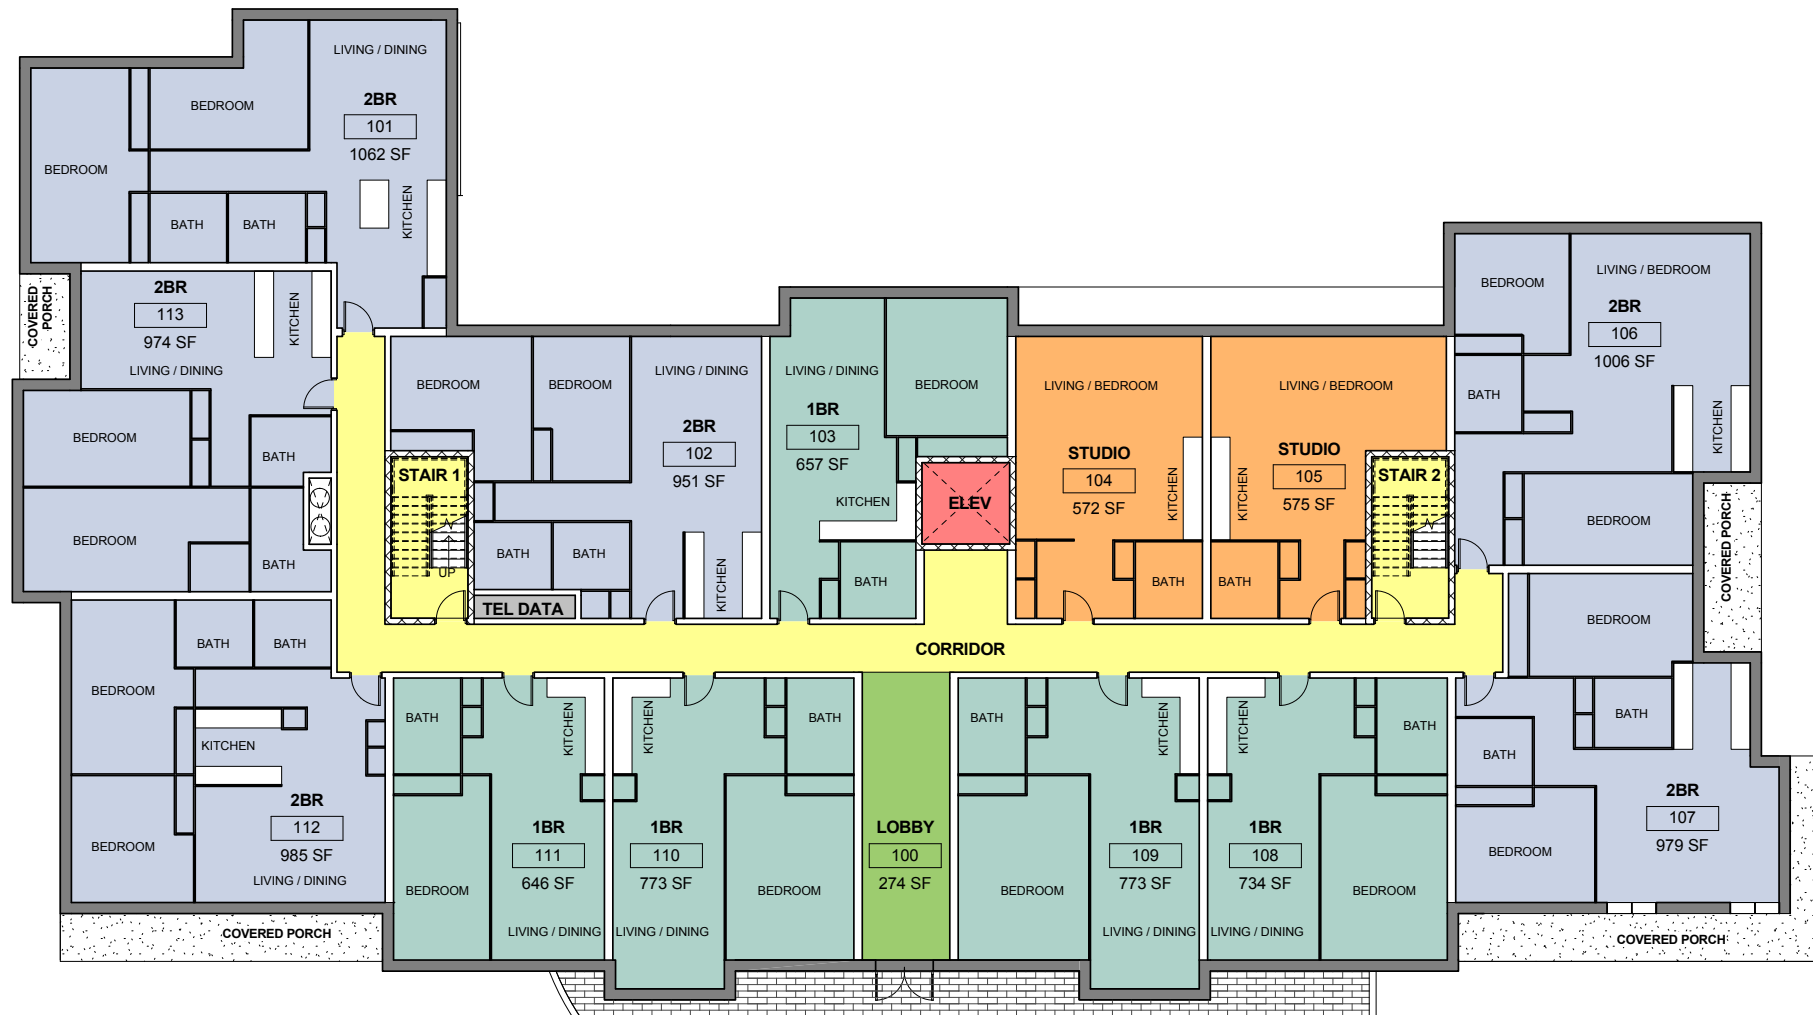 LIVING / DINING
BEDROOM
2BR
101
1062 SF
BEDROOM
BATH
BATH
KITCHEN
COVERED
PORCH
2BR
113
974 SF
KITCHEN
LIVING / DINING
BEDROOM
BATH
BEDROOM
BATH
STAIR 1
UP
BEDROOM
BEDROOM
LIVING / DINING
2BR
102
951 SF
BATH
BATH
KITCHEN
TEL DATA
LIVING / DINING
BEDROOM
1BR
103
657 SF
KITCHEN
BATH
ELEV
LIVING / BEDROOM
STUDIO
104
572 SF
KITCHEN
BATH
LIVING / BEDROOM
STUDIO
105
575 SF
KITCHEN
BATH
STAIR 2
BEDROOM
LIVING / BEDROOM
2BR
106
1006 SF
BATH
KITCHEN
BEDROOM
COVERED PORCH
CORRIDOR
BATH
BATH
BEDROOM
KITCHEN
2BR
112
985 SF
BEDROOM
LIVING / DINING
COVERED PORCH
BATH
KITCHEN
1BR
111
646 SF
BEDROOM
LIVING / DINING
KITCHEN
BATH
1BR
110
773 SF
BEDROOM
LIVING / DINING
LOBBY
100
274 SF
BATH
KITCHEN
1BR
109
773 SF
BEDROOM
LIVING / DINING
KITCHEN
BATH
1BR
108
734 SF
BEDROOM
LIVING / DINING
BEDROOM
BATH
BATH
2BR
107
979 SF
BEDROOM
COVERED PORCH